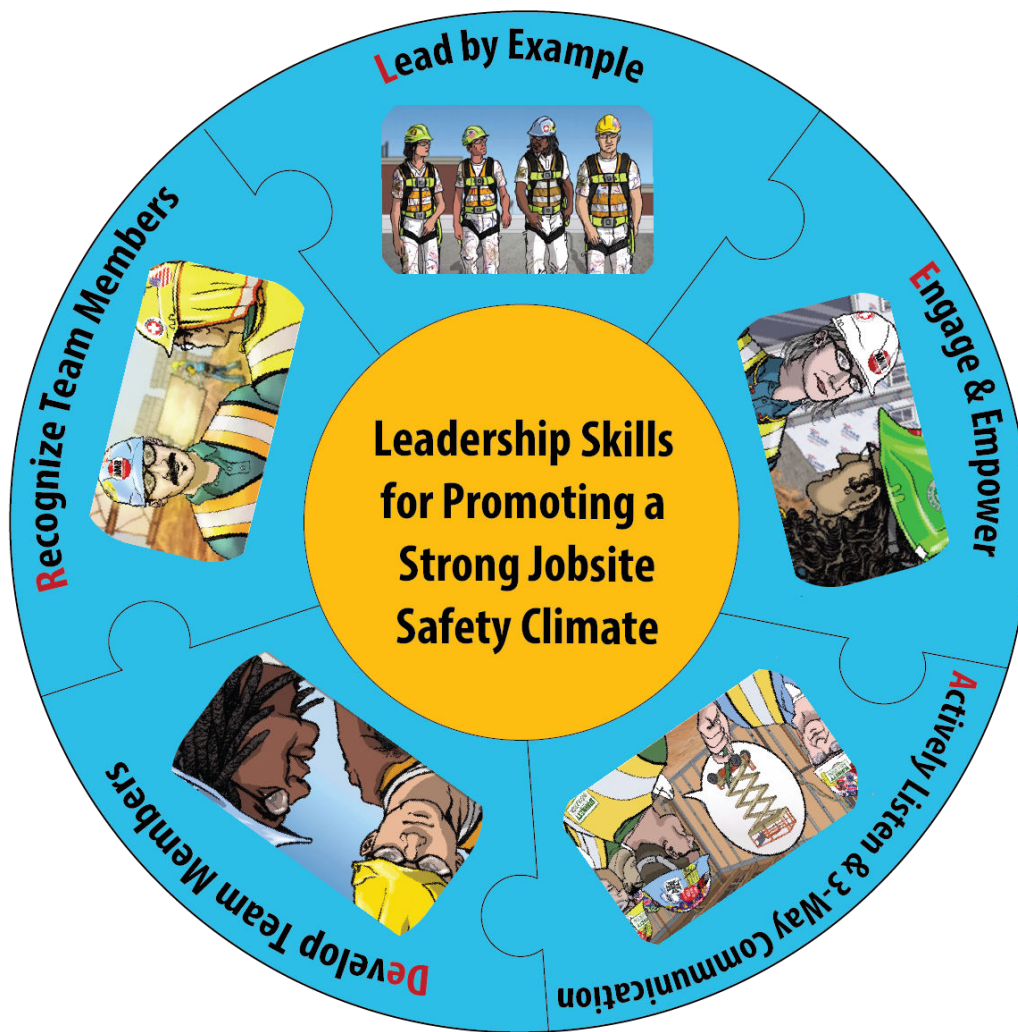 Lead by Example
Engage & Empower
Actively Listen & 3-Way Communication
Develop Team Members
Recognize Team Members
Leadership Skills
for Promoting a
Strong Jobsite
Safety Climate